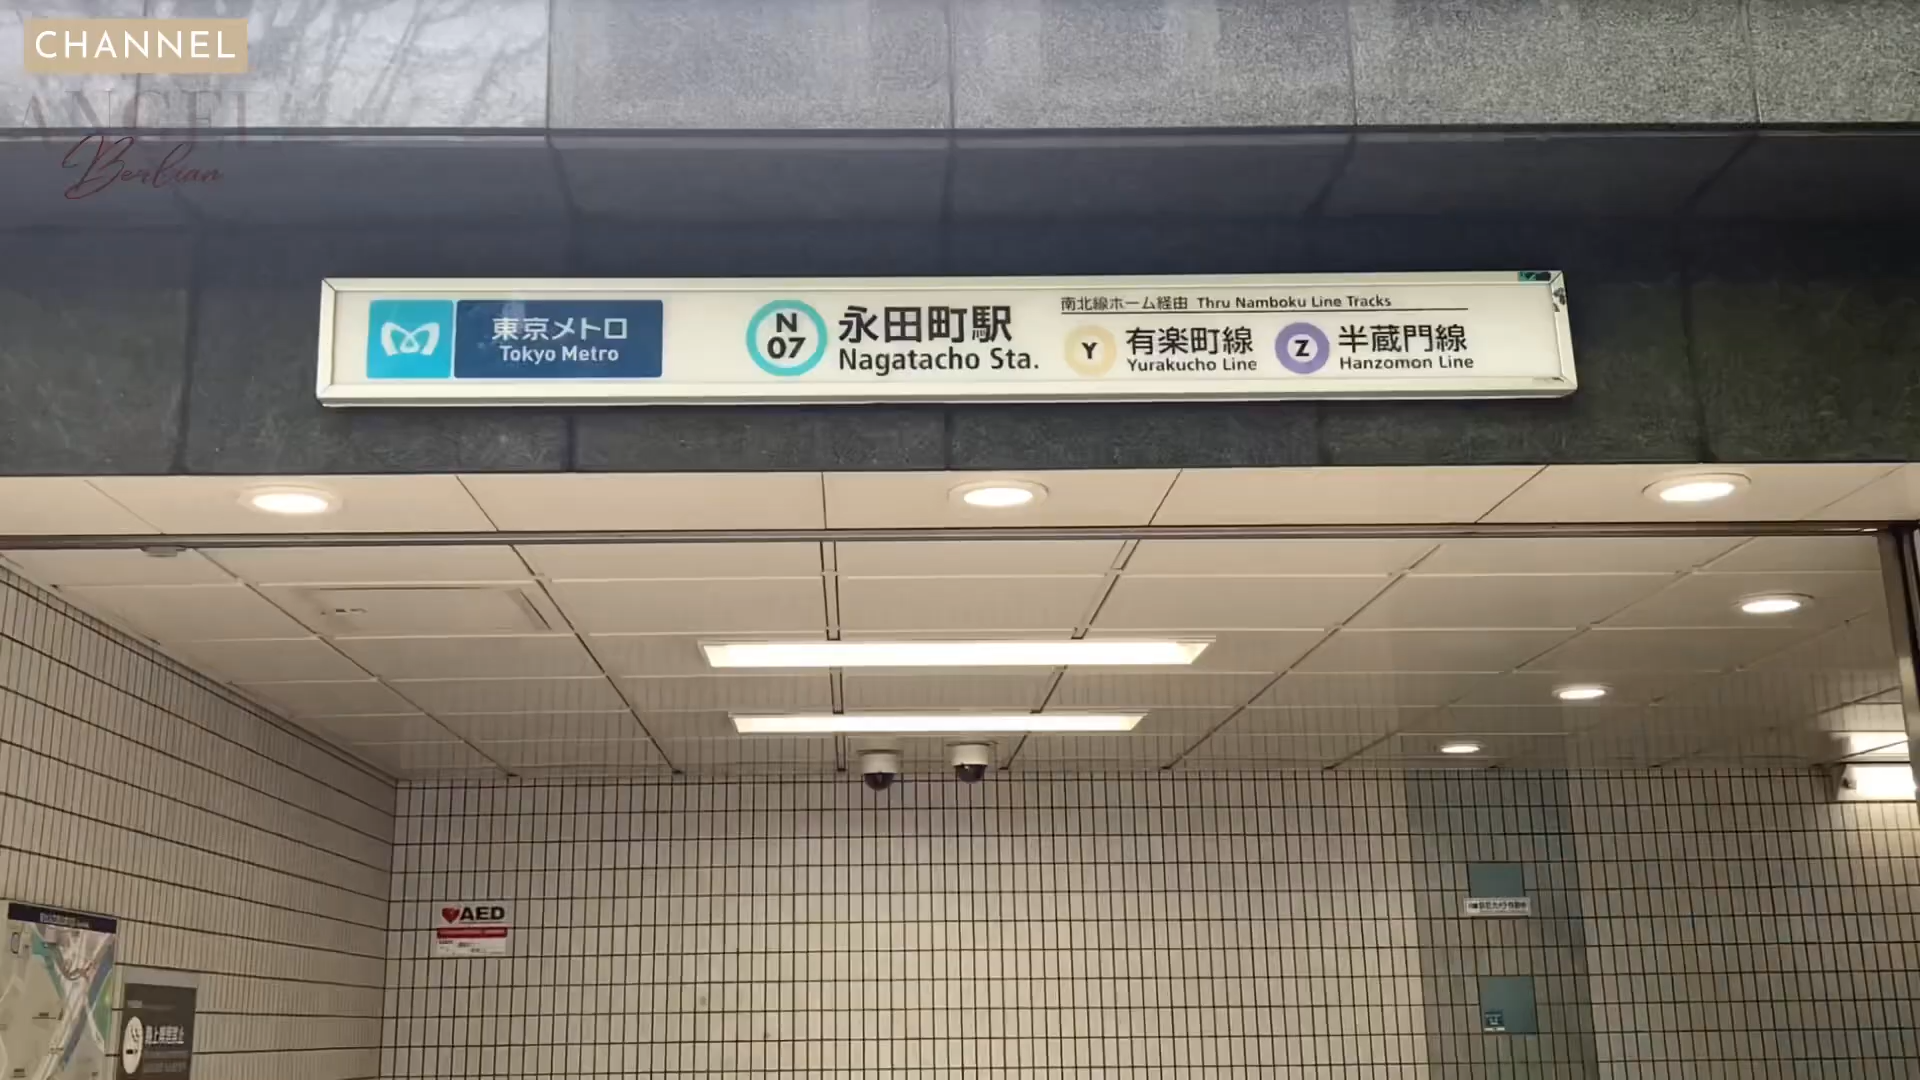 CHANNEL
ANGEL
Berlian
東京メトロ
Tokyo Metro
N
07
永田町駅
Nagatacho Sta.
南北線ホーム経由 Thru Namboku Line Tracks
Y
有楽町線
Yurakucho Line
Z
半蔵門線
Hanzomon Line
AED